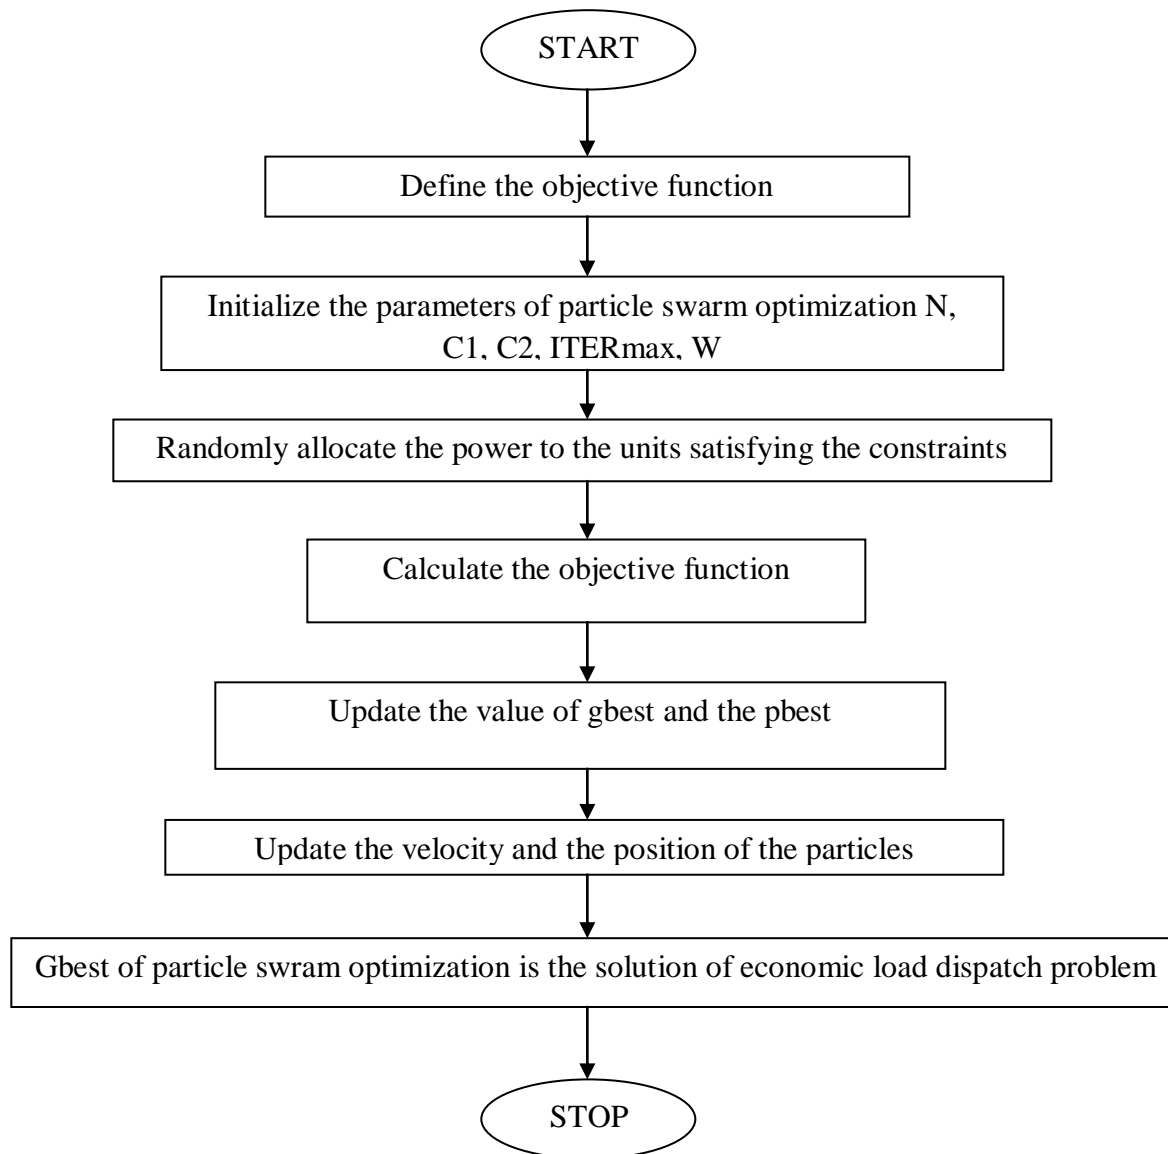 START
Define the objective function
Initialize the parameters of particle swarm optimization N,
C1, C2, ITERmax, W
Randomly allocate the power to the units satisfying the constraints
Calculate the objective function
Update the value of gbest and the pbest
Update the velocity and the position of the particles
Gbest of particle swram optimization is the solution of economic load dispatch problem
STOP